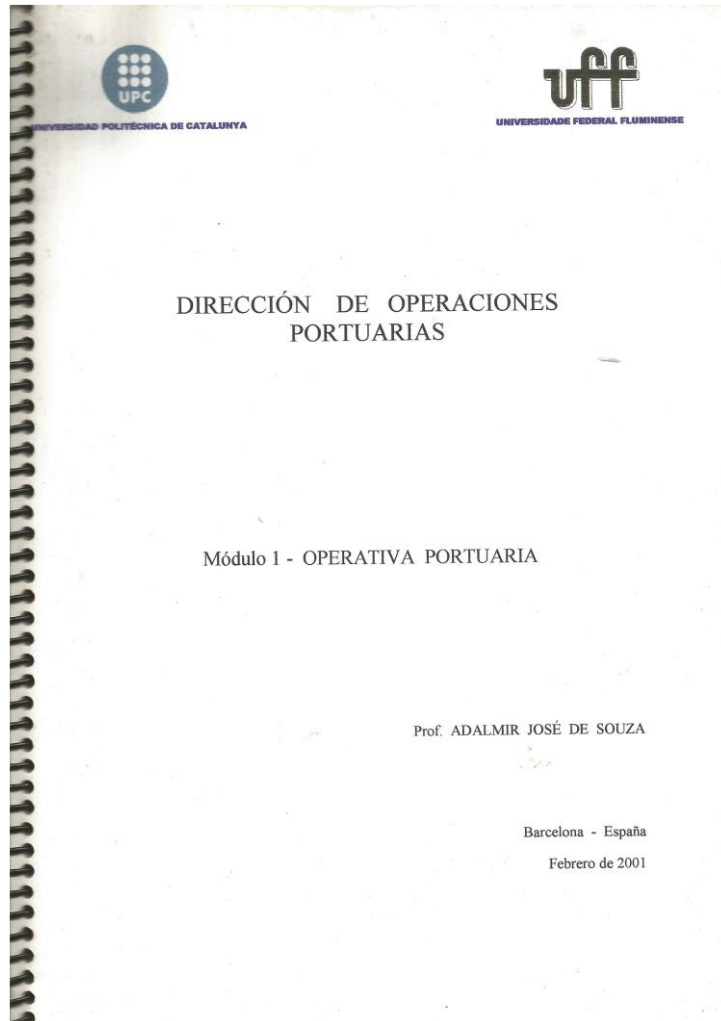 UPC
UNIVERSIDAD POLITÉCNICA DE CATALUNYA
uff
UNIVERSIDADE FEDERAL FLUMINENSE
DIRECCIÓN DE OPERACIONES
PORTUARIAS
Módulo 1 - OPERATIVA PORTUARIA
Prof. ADALMIR JOSÉ DE SOUZA
Barcelona - España
Febrero de 2001